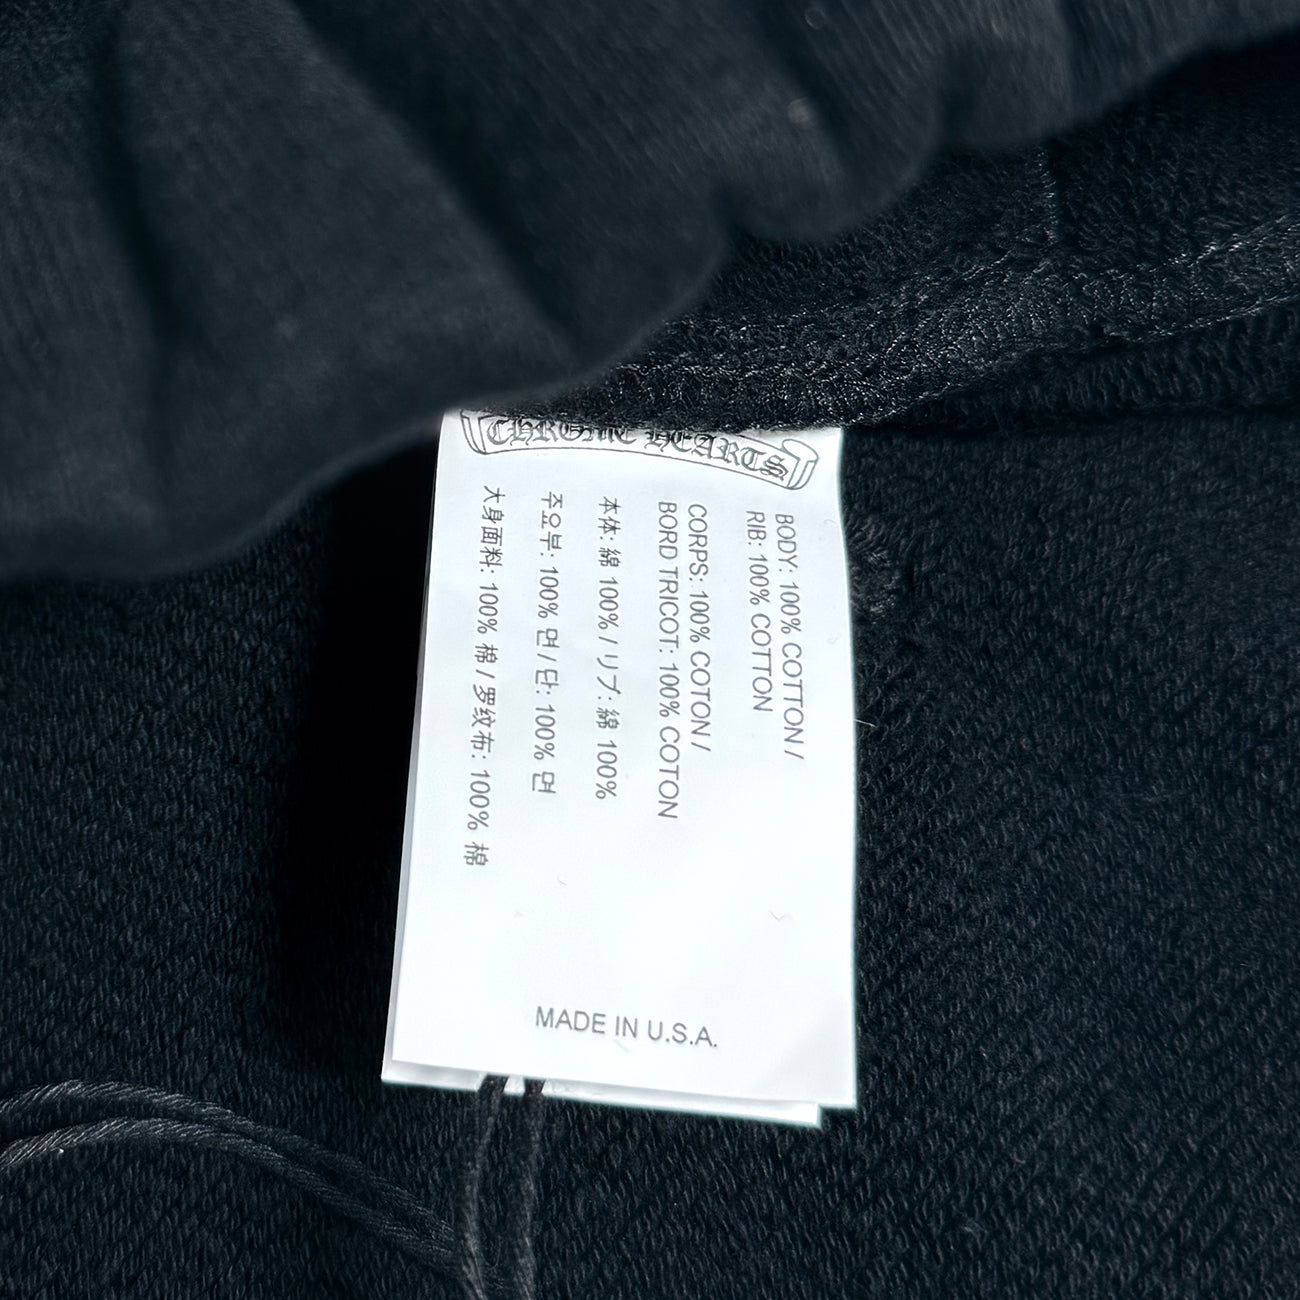 CHROME HEARTS
BODY: 100% COTTON /
RIB: 100% COTTON
CORPS: 100% COTON /
BORD TRICOT: 100% COTON
本体: 綿 100% / リブ: 綿 100%
주요부: 100% 면 / 단: 100% 면
大身面料: 100% 棉 / 罗纹布: 100% 棉
MADE IN U.S.A.